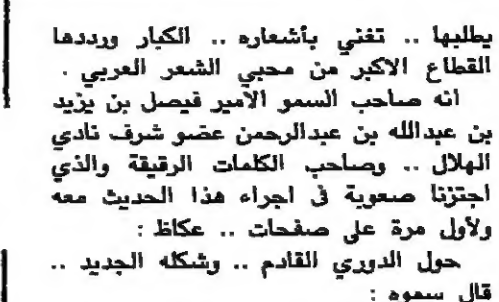 يطلبها .. تغني بأشعاره .. الكبار ورددها
القطاع الاكبر من محبي الشعر العربي .
انه صاحب السمو الأمير فيصل بن يزيد
بن عبدالله بن عبدالرحمن عضو شرف نادي
الهلال .. وصاحب الكلمات الرقيقة والذي
اجتزنا صعوبة في اجراء هذا الحديث معه
ولأول مرة على صفحات .. عكاظ :
حول الدوري القادم .. وشكله الجديد ..
قال سموه :